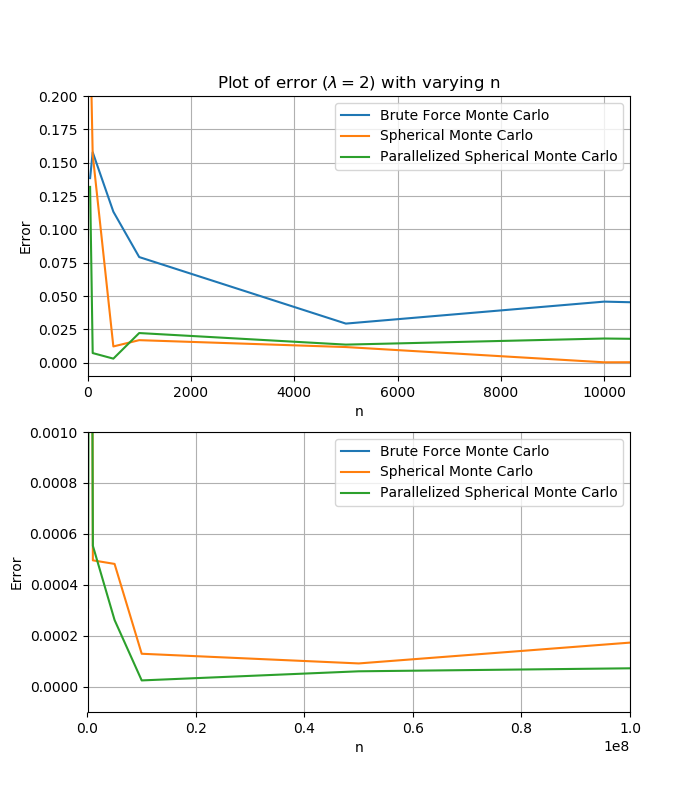 Plot of error (λ = 2) with varying n
0.200
0.175
0.150
0.125
0.100
0.075
0.050
0.025
0.000
Error
Brute Force Monte Carlo
Spherical Monte Carlo
Parallelized Spherical Monte Carlo
0 2000 4000 6000 8000 10000
n
0.0010
0.0008
0.0006
0.0004
0.0002
0.0000
Error
Brute Force Monte Carlo
Spherical Monte Carlo
Parallelized Spherical Monte Carlo
0.0 0.2 0.4 0.6 0.8 1.0
n
1e8